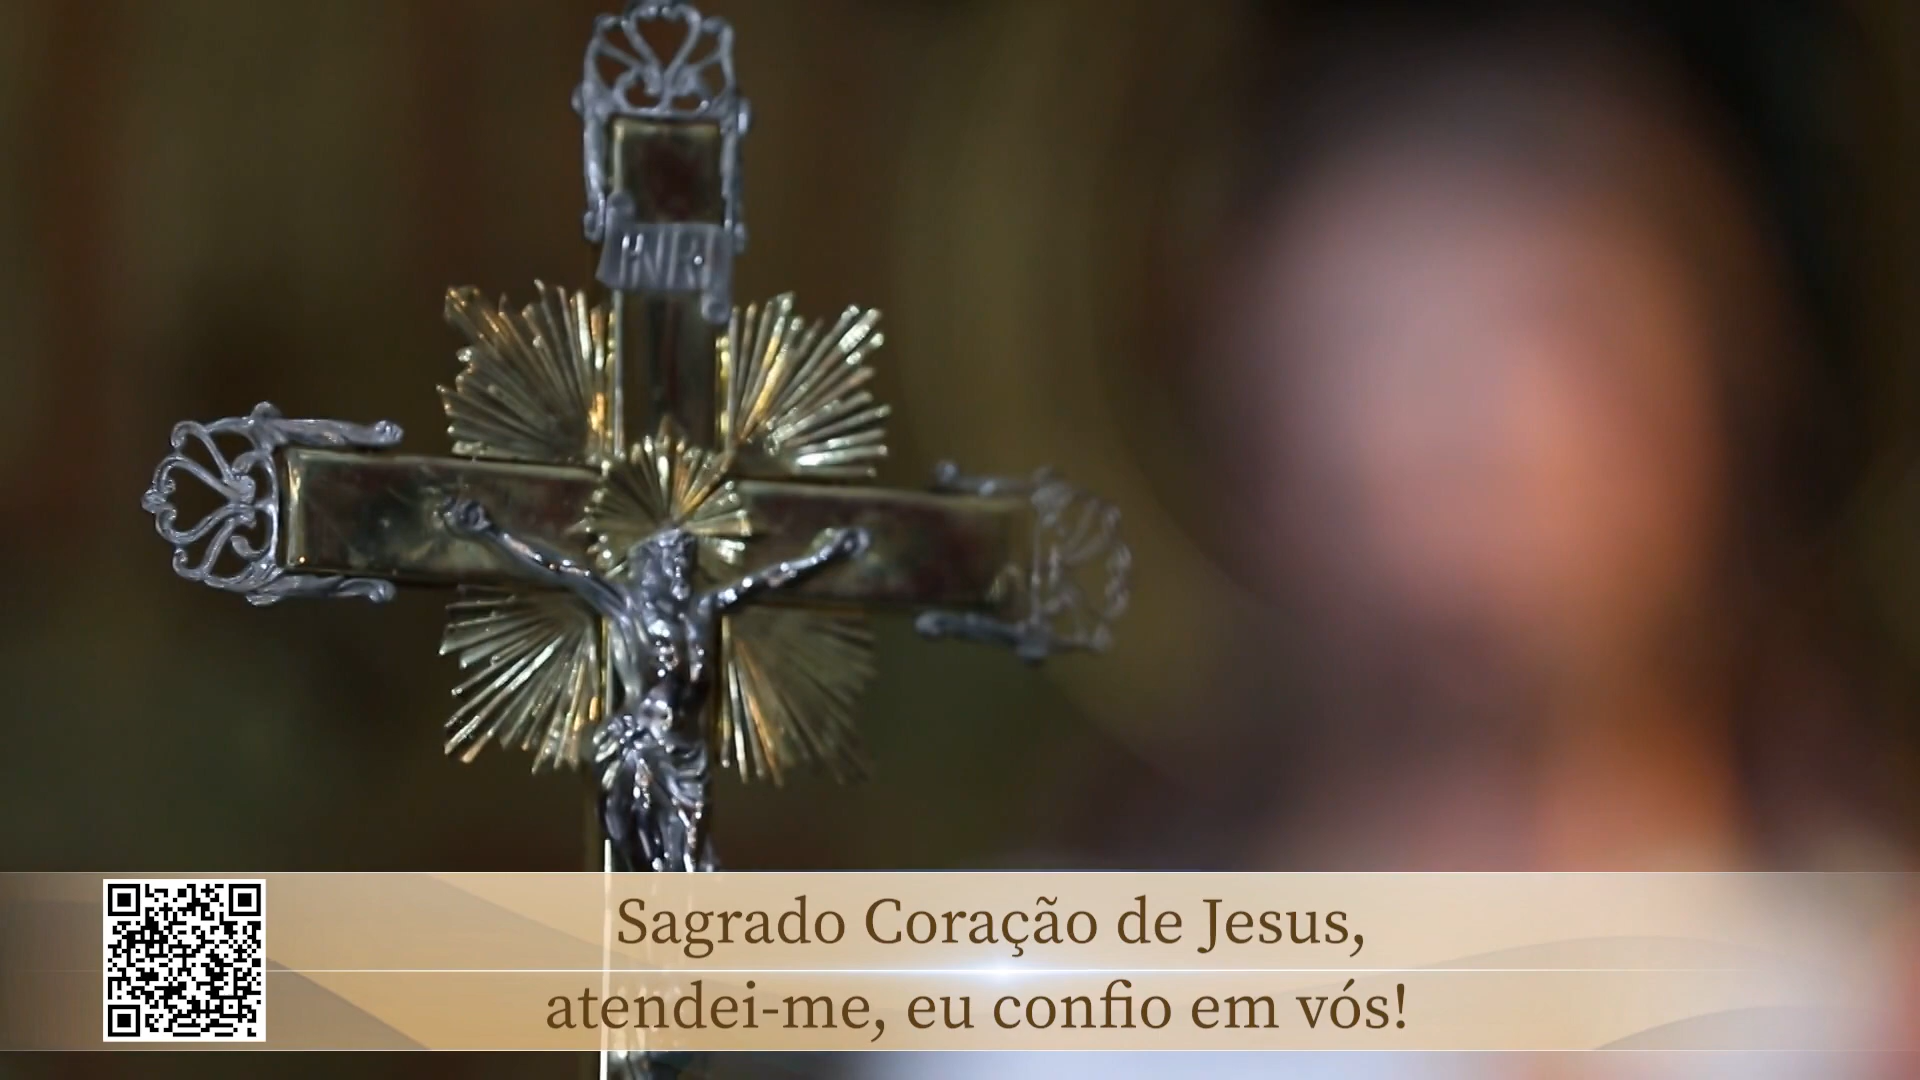 INRI
Sagrado Coração de Jesus,
atendei-me, eu confio em vós!